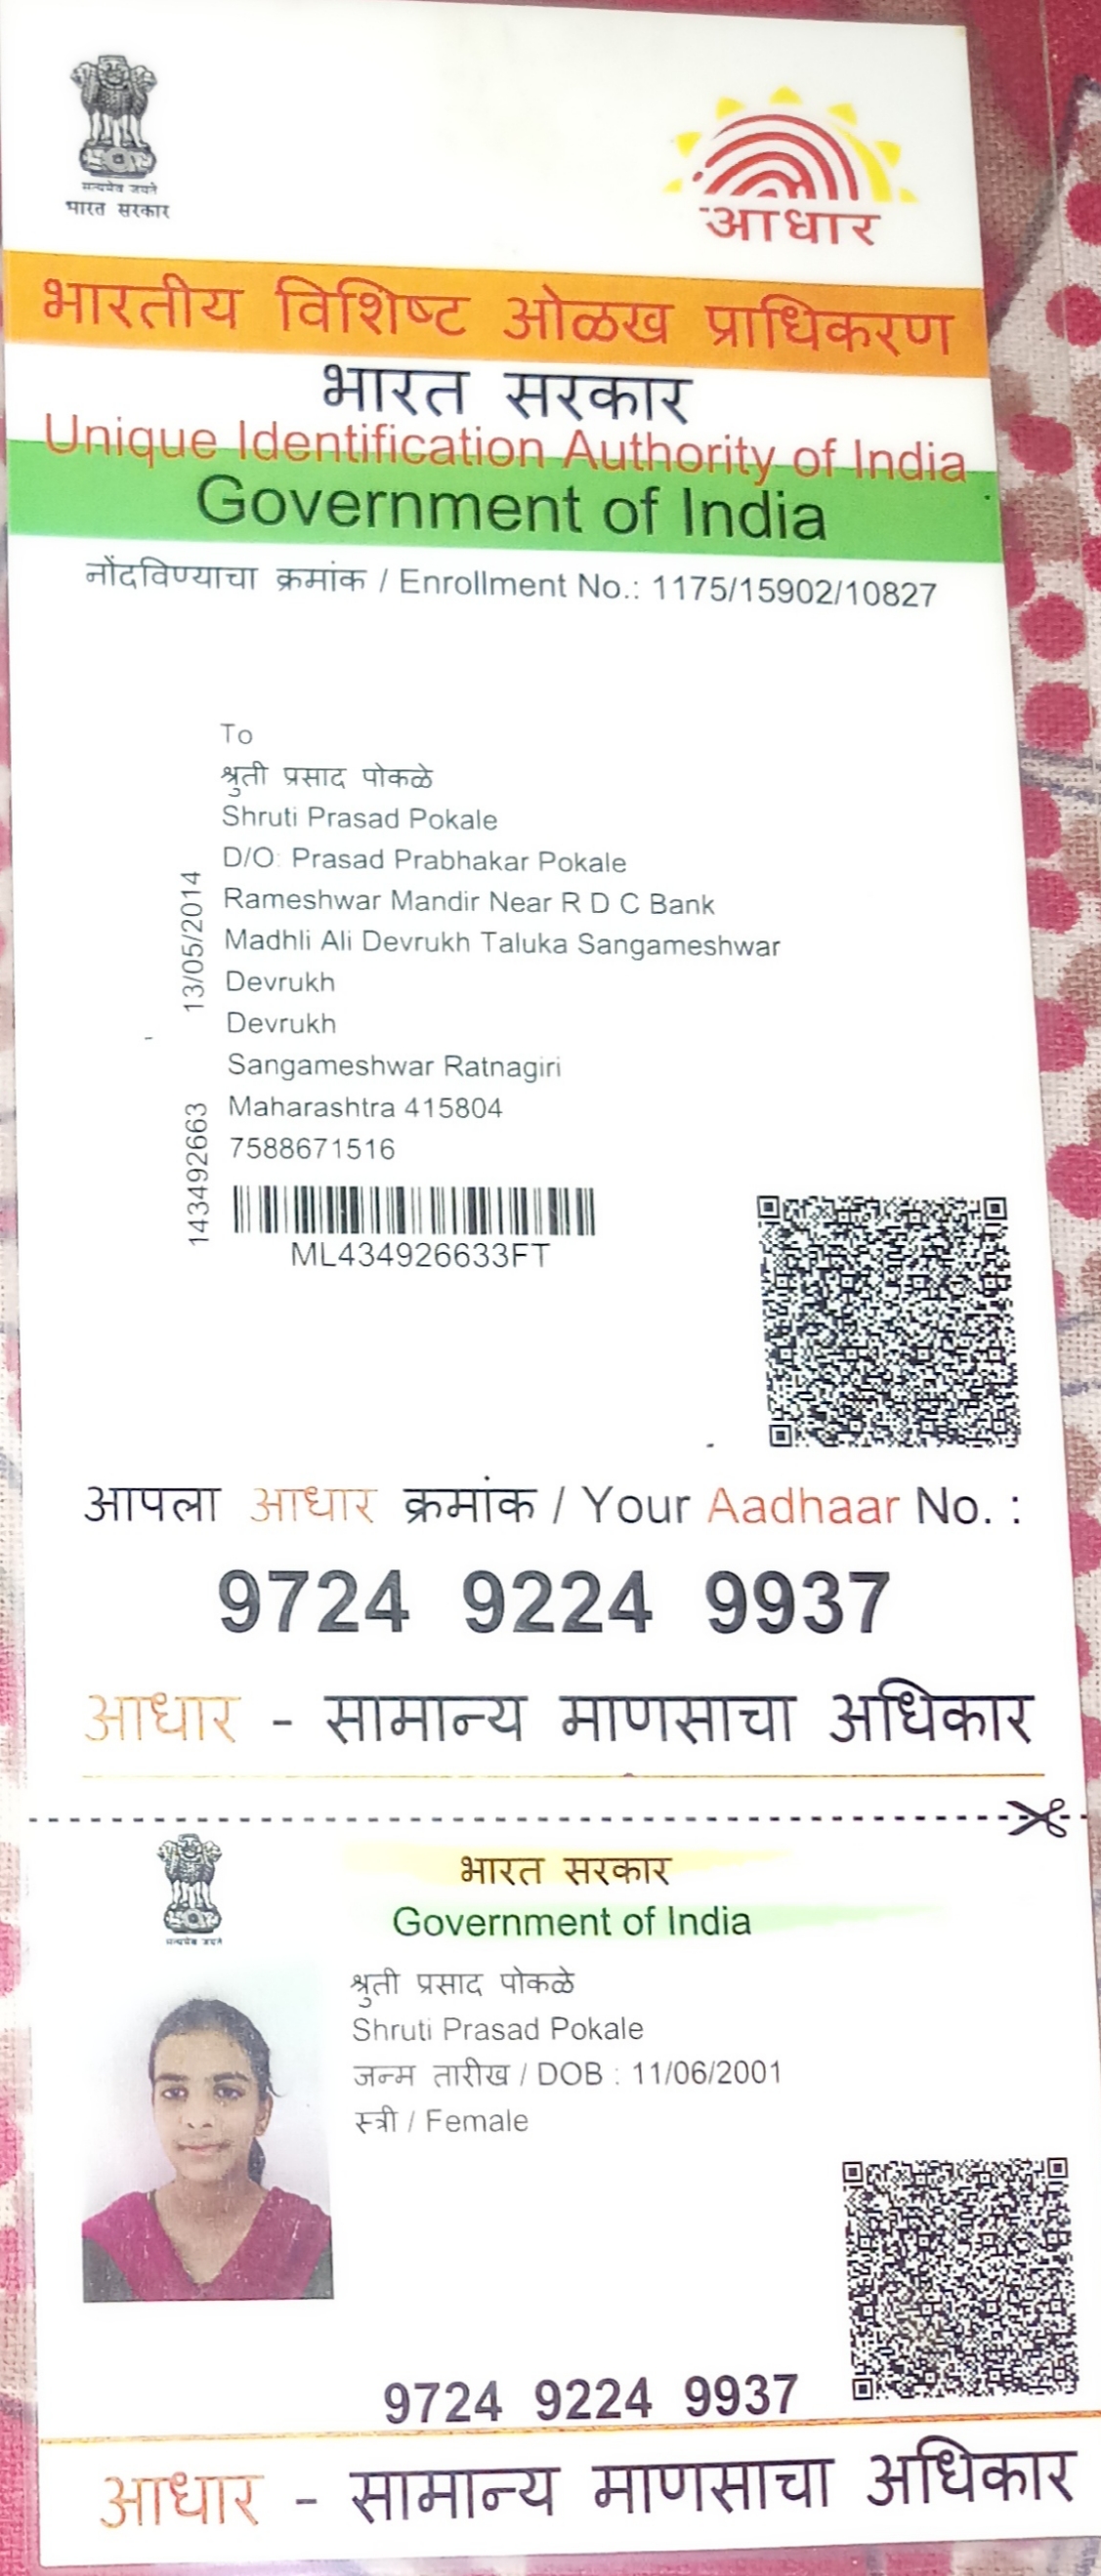 सत्यमेव जयते
भारत सरकार
आधार
भारतीय विशिष्ट ओळख प्राधिकरण
भारत सरकार
Unique Identification Authority of India
Government of India
नोंदविण्याचा क्रमांक / Enrollment No.: 1175/15902/10827
To
श्रुती प्रसाद पोकळे
Shruti Prasad Pokale
D/O: Prasad Prabhakar Pokale
Rameshwar Mandir Near R D C Bank
Madhli Ali Devrukh Taluka Sangameshwar
Devrukh
Devrukh
Sangameshwar Ratnagiri
Maharashtra 415804
7588671516
13/05/2014
143492663
ML434926633FT
आपला आधार क्रमांक / Your Aadhaar No. :
9724 9224 9937
आधार - सामान्य माणसाचा अधिकार
सत्यमेव जयते
भारत सरकार
Government of India
श्रुती प्रसाद पोकळे
Shruti Prasad Pokale
जन्म तारीख / DOB : 11/06/2001
स्त्री / Female
9724 9224 9937
आधार - सामान्य माणसाचा अधिकार